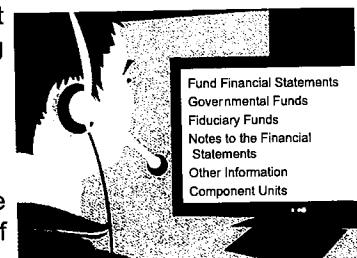 t
g
Fund Financial Statements
Governmental Funds
Fiduciary Funds
Notes to the Financial
Statements
Other Information
Component Units
e
f